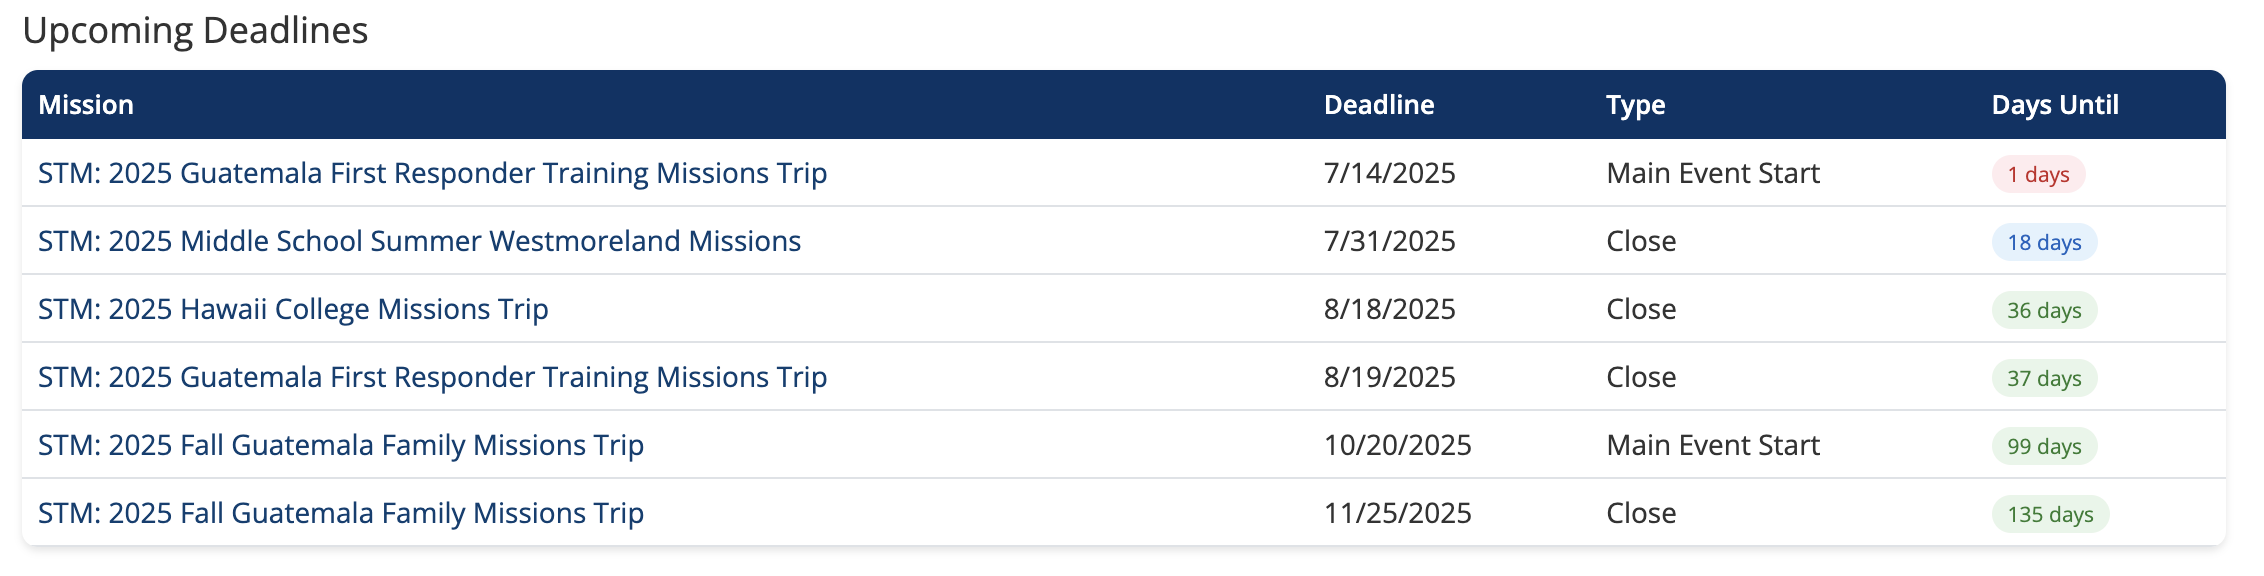 Upcoming Deadlines
Mission Deadline Type Days Until
STM: 2025 Guatemala First Responder Training Missions Trip 7/14/2025 Main Event Start 1 days
STM: 2025 Middle School Summer Westmoreland Missions 7/31/2025 Close 18 days
STM: 2025 Hawaii College Missions Trip 8/18/2025 Close 36 days
STM: 2025 Guatemala First Responder Training Missions Trip 8/19/2025 Close 37 days
STM: 2025 Fall Guatemala Family Missions Trip 10/20/2025 Main Event Start 99 days
STM: 2025 Fall Guatemala Family Missions Trip 11/25/2025 Close 135 days